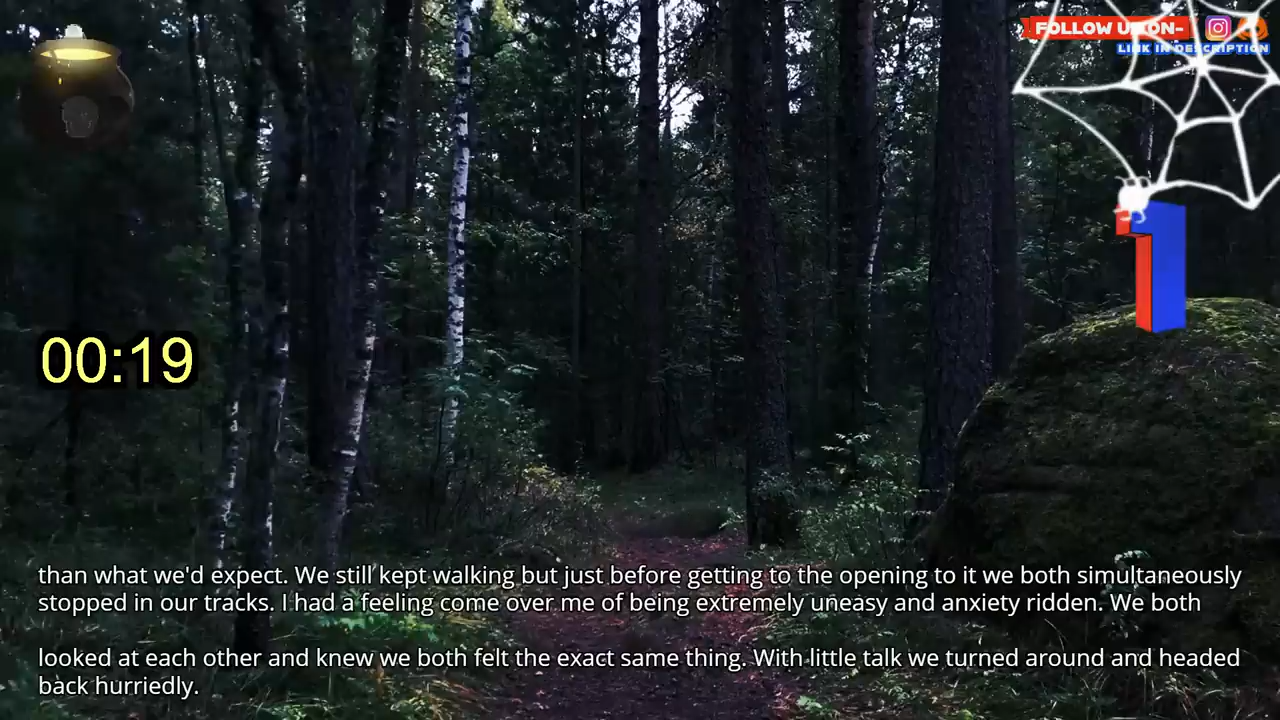 FOLLOW U ON-
LINK IN DESCRIPTION
1
00:19
than what we'd expect. We still kept walking but just before getting to the opening to it we both simultaneously
stopped in our tracks. I had a feeling come over me of being extremely uneasy and anxiety ridden. We both
looked at each other and knew we both felt the exact same thing. With little talk we turned around and headed
back hurriedly.